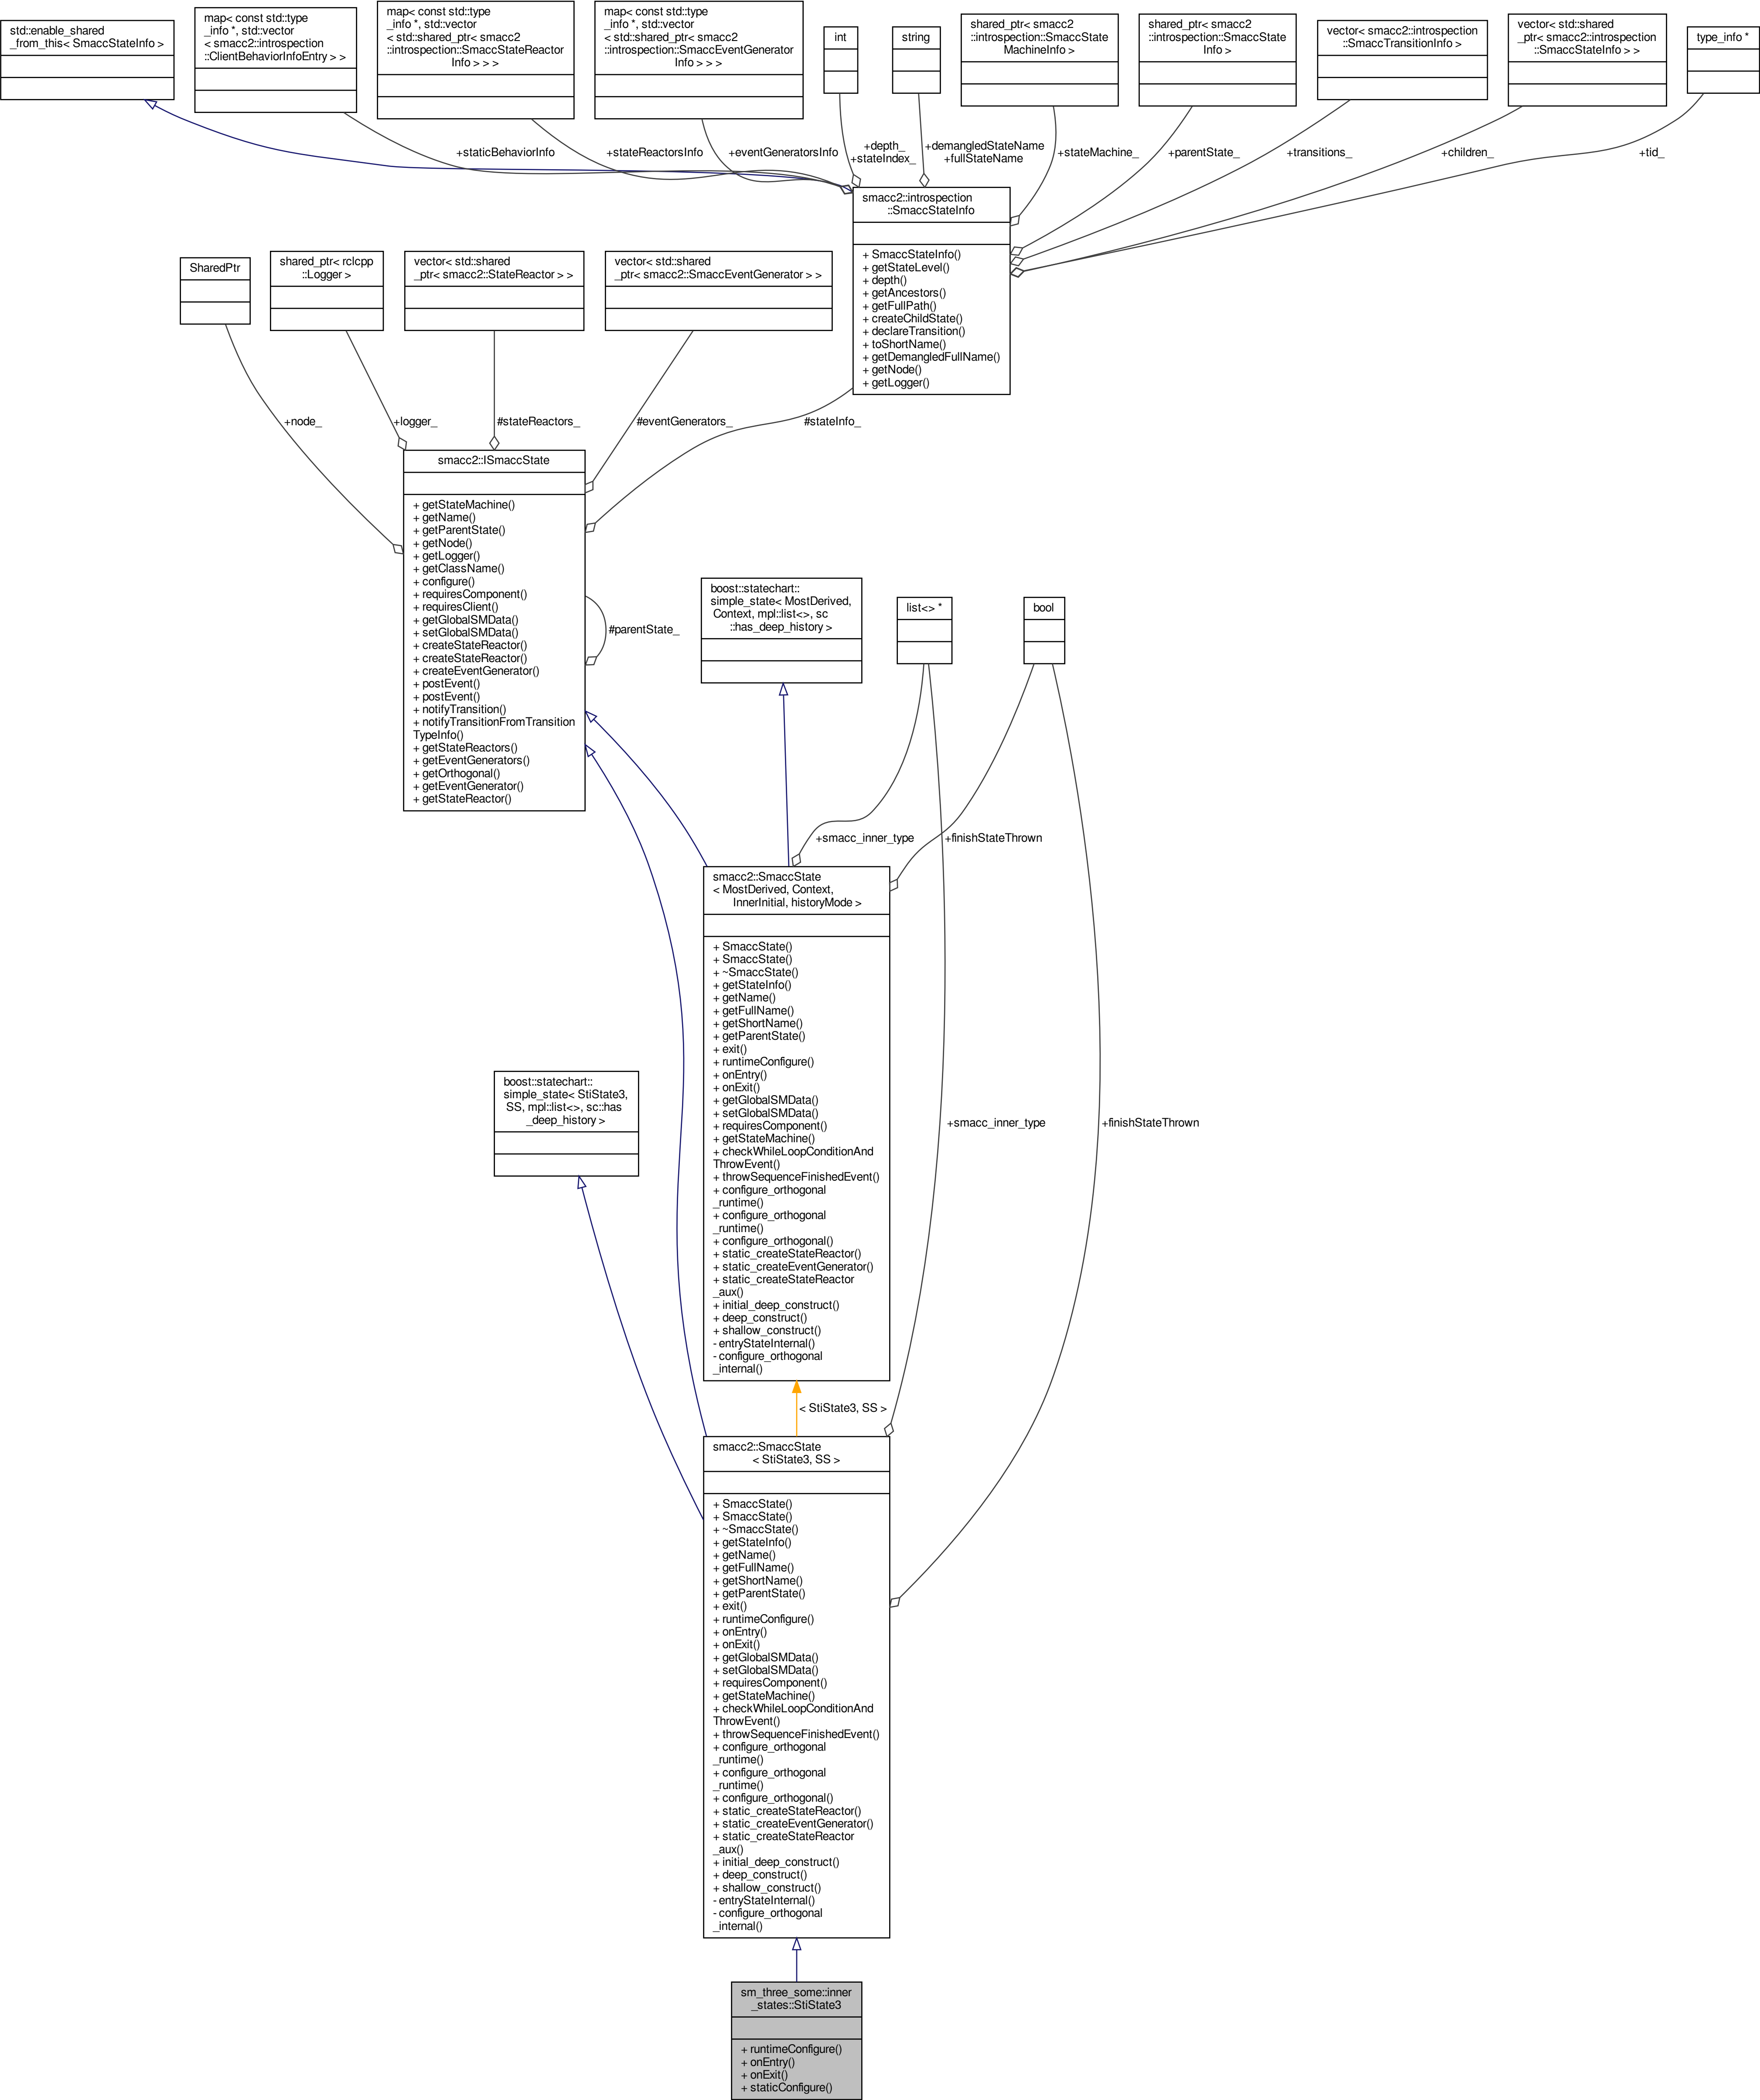 std::enable_shared
_from_this< SmaccStateInfo >
map< const std::type
_info *, std::vector
< smacc2::introspection
::ClientBehaviorInfoEntry > >
map< const std::type
_info *, std::vector
< std::shared_ptr< smacc2
::introspection::SmaccStateReactor
Info > > >
map< const std::type
_info *, std::vector
< std::shared_ptr< smacc2
::introspection::SmaccEventGenerator
Info > > >
int
string
shared_ptr< smacc2
::introspection::SmaccState
MachineInfo >
shared_ptr< smacc2
::introspection::SmaccState
Info >
vector< smacc2::introspection
::SmaccTransitionInfo >
vector< std::shared
_ptr< smacc2::introspection
::SmaccStateInfo > >
type_info *
+staticBehaviorInfo
+stateReactorsInfo
+eventGeneratorsInfo
+depth_
+stateIndex_
+demangledStateName
+fullStateName
+stateMachine_
+parentState_
+transitions_
+children_
+tid_
smacc2::introspection
::SmaccStateInfo
+ SmaccStateInfo()
+ getStateLevel()
+ depth()
+ getAncestors()
+ getFullPath()
+ createChildState()
+ declareTransition()
+ toShortName()
+ getDemangledFullName()
+ getNode()
+ getLogger()
SharedPtr
shared_ptr< rclcpp
::Logger >
vector< std::shared
_ptr< smacc2::StateReactor > >
vector< std::shared
_ptr< smacc2::SmaccEventGenerator > >
+node_
+logger_
#stateReactors_
#eventGenerators_
#stateInfo_
smacc2::ISmaccState
+ getStateMachine()
+ getName()
+ getParentState()
+ getNode()
+ getLogger()
+ getClassName()
+ configure()
+ requiresComponent()
+ requiresClient()
+ getGlobalSMData()
+ setGlobalSMData()
+ createStateReactor()
+ createStateReactor()
+ createEventGenerator()
+ postEvent()
+ postEvent()
+ notifyTransition()
+ notifyTransitionFromTransition
TypeInfo()
+ getStateReactors()
+ getEventGenerators()
+ getOrthogonal()
+ getEventGenerator()
+ getStateReactor()
#parentState_
boost::statechart::
simple_state< MostDerived,
Context, mpl::list<>, sc
::has_deep_history >
list<> *
bool
+smacc_inner_type
+finishStateThrown
smacc2::SmaccState
< MostDerived, Context,
InnerInitial, historyMode >
+ SmaccState()
+ SmaccState()
+ ~SmaccState()
+ getStateInfo()
+ getName()
+ getFullName()
+ getShortName()
+ getParentState()
+ exit()
+ runtimeConfigure()
+ onEntry()
+ onExit()
+ getGlobalSMData()
+ setGlobalSMData()
+ requiresComponent()
+ getStateMachine()
+ checkWhileLoopConditionAnd
ThrowEvent()
+ throwSequenceFinishedEvent()
+ configure_orthogonal
_runtime()
+ configure_orthogonal
_runtime()
+ configure_orthogonal()
+ static_createStateReactor()
+ static_createEventGenerator()
+ static_createStateReactor
_aux()
+ initial_deep_construct()
+ deep_construct()
+ shallow_construct()
- entryStateInternal()
- configure_orthogonal
_internal()
boost::statechart::
simple_state< StiState3,
SS, mpl::list<>, sc::has
_deep_history >
+smacc_inner_type
+finishStateThrown
< StiState3, SS >
smacc2::SmaccState
< StiState3, SS >
+ SmaccState()
+ SmaccState()
+ ~SmaccState()
+ getStateInfo()
+ getName()
+ getFullName()
+ getShortName()
+ getParentState()
+ exit()
+ runtimeConfigure()
+ onEntry()
+ onExit()
+ getGlobalSMData()
+ setGlobalSMData()
+ requiresComponent()
+ getStateMachine()
+ checkWhileLoopConditionAnd
ThrowEvent()
+ throwSequenceFinishedEvent()
+ configure_orthogonal
_runtime()
+ configure_orthogonal
_runtime()
+ configure_orthogonal()
+ static_createStateReactor()
+ static_createEventGenerator()
+ static_createStateReactor
_aux()
+ initial_deep_construct()
+ deep_construct()
+ shallow_construct()
- entryStateInternal()
- configure_orthogonal
_internal()
sm_three_some::inner
_states::StiState3
+ runtimeConfigure()
+ onEntry()
+ onExit()
+ staticConfigure()